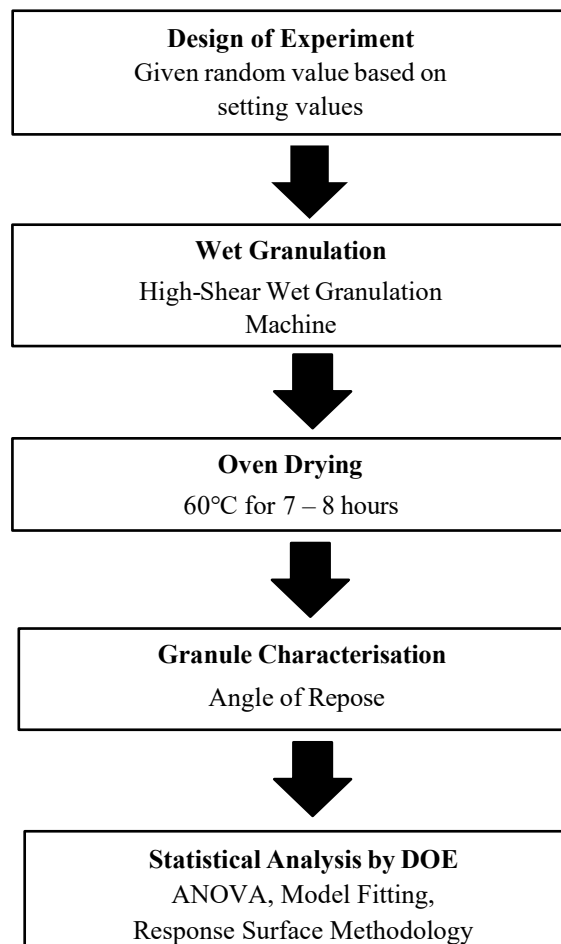 Design of Experiment
Given random value based on
setting values
Wet Granulation
High-Shear Wet Granulation
Machine
Oven Drying
60°C for 7 – 8 hours
Granule Characterisation
Angle of Repose
Statistical Analysis by DOE
ANOVA, Model Fitting,
Response Surface Methodology